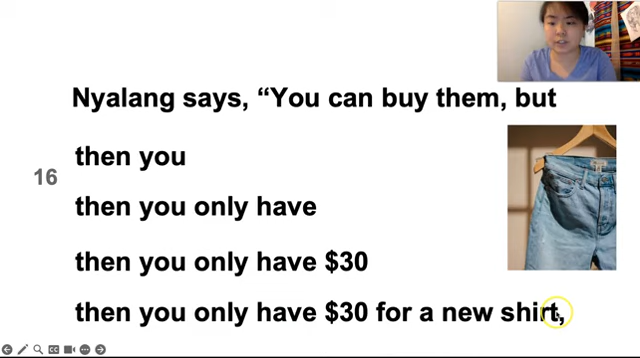 Nyalang says, “You can buy them, but
then you
16
then you only have
then you only have $30
then you only have $30 for a new shirt,